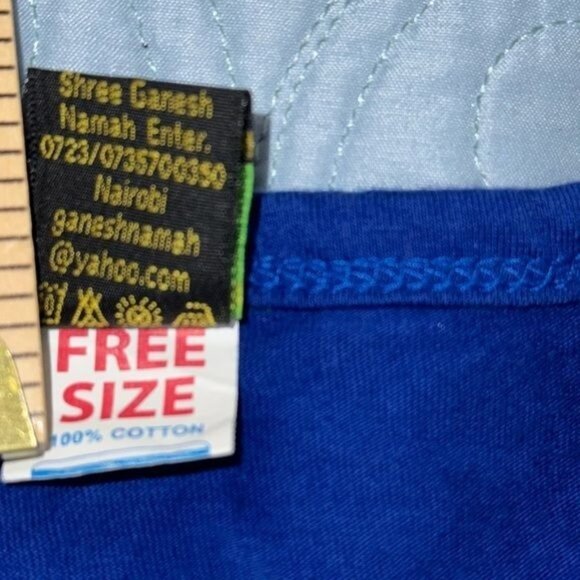 Shree Ganesh
Namah Enter.
0723/0735700350
Nairobi
ganeshnamah
@yahoo.com
FREE
SIZE
100% COTTON